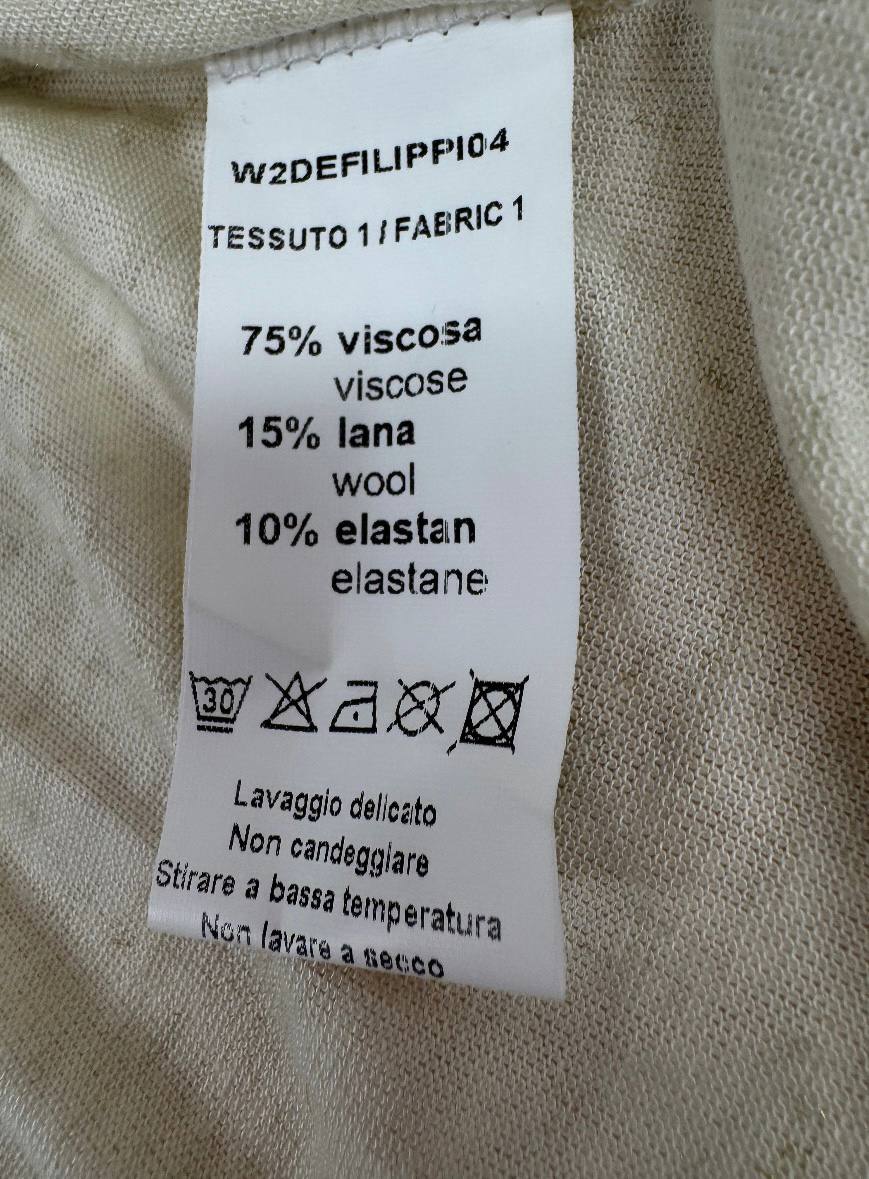 W2DEFILIPPI04
TESSUTO 1 / FABRIC 1
75% viscosa
viscose
15% lana
wool
10% elastan
elastane
30
Lavaggio delicato
Non candeggiare
Stirare a bassa temperatura
Non lavare a secco